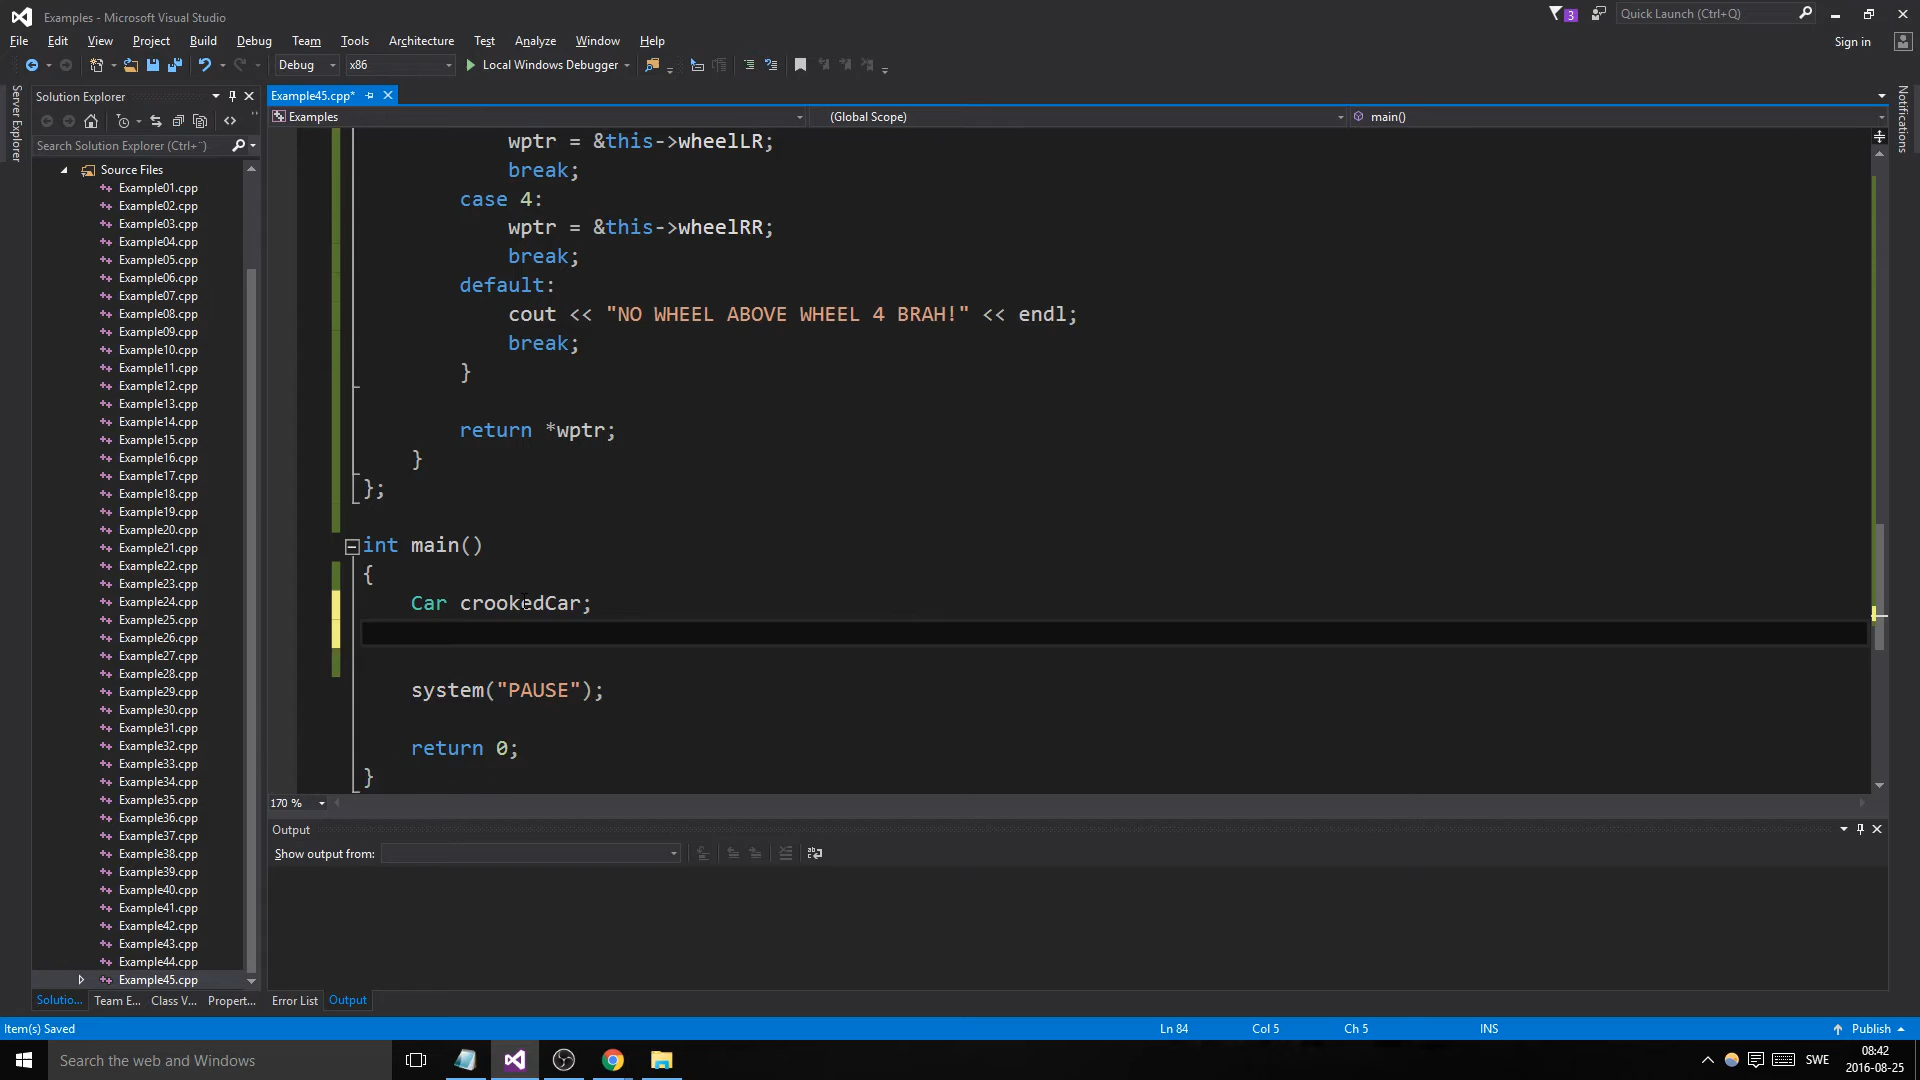 Examples - Microsoft Visual Studio
3
Quick Launch (Ctrl+Q)
File Edit View Project Build Debug Team Tools Architecture Test Analyze Window Help
Sign in
Debug x86 Local Windows Debugger
Server Explorer
Solution Explorer
Search Solution Explorer (Ctrl+¨)
Source Files
Example01.cpp
Example02.cpp
Example03.cpp
Example04.cpp
Example05.cpp
Example06.cpp
Example07.cpp
Example08.cpp
Example09.cpp
Example10.cpp
Example11.cpp
Example12.cpp
Example13.cpp
Example14.cpp
Example15.cpp
Example16.cpp
Example17.cpp
Example18.cpp
Example19.cpp
Example20.cpp
Example21.cpp
Example22.cpp
Example23.cpp
Example24.cpp
Example25.cpp
Example26.cpp
Example27.cpp
Example28.cpp
Example29.cpp
Example30.cpp
Example31.cpp
Example32.cpp
Example33.cpp
Example34.cpp
Example35.cpp
Example36.cpp
Example37.cpp
Example38.cpp
Example39.cpp
Example40.cpp
Example41.cpp
Example42.cpp
Example43.cpp
Example44.cpp
Example45.cpp
Solutio... Team E... Class V... Propert...
Example45.cpp*
Examples (Global Scope) main()
wptr = &this->wheelLR;
break;
case 4:
wptr = &this->wheelRR;
break;
default:
cout << "NO WHEEL ABOVE WHEEL 4 BRAH!" << endl;
break;
}
return *wptr;
}
};
int main()
{
Car crookedCar;
system("PAUSE");
return 0;
}
170 %
Output
Show output from:
Error List Output
Notifications
Item(s) Saved Ln 84 Col 5 Ch 5 INS Publish
Search the web and Windows
SWE
08:42
2016-08-25